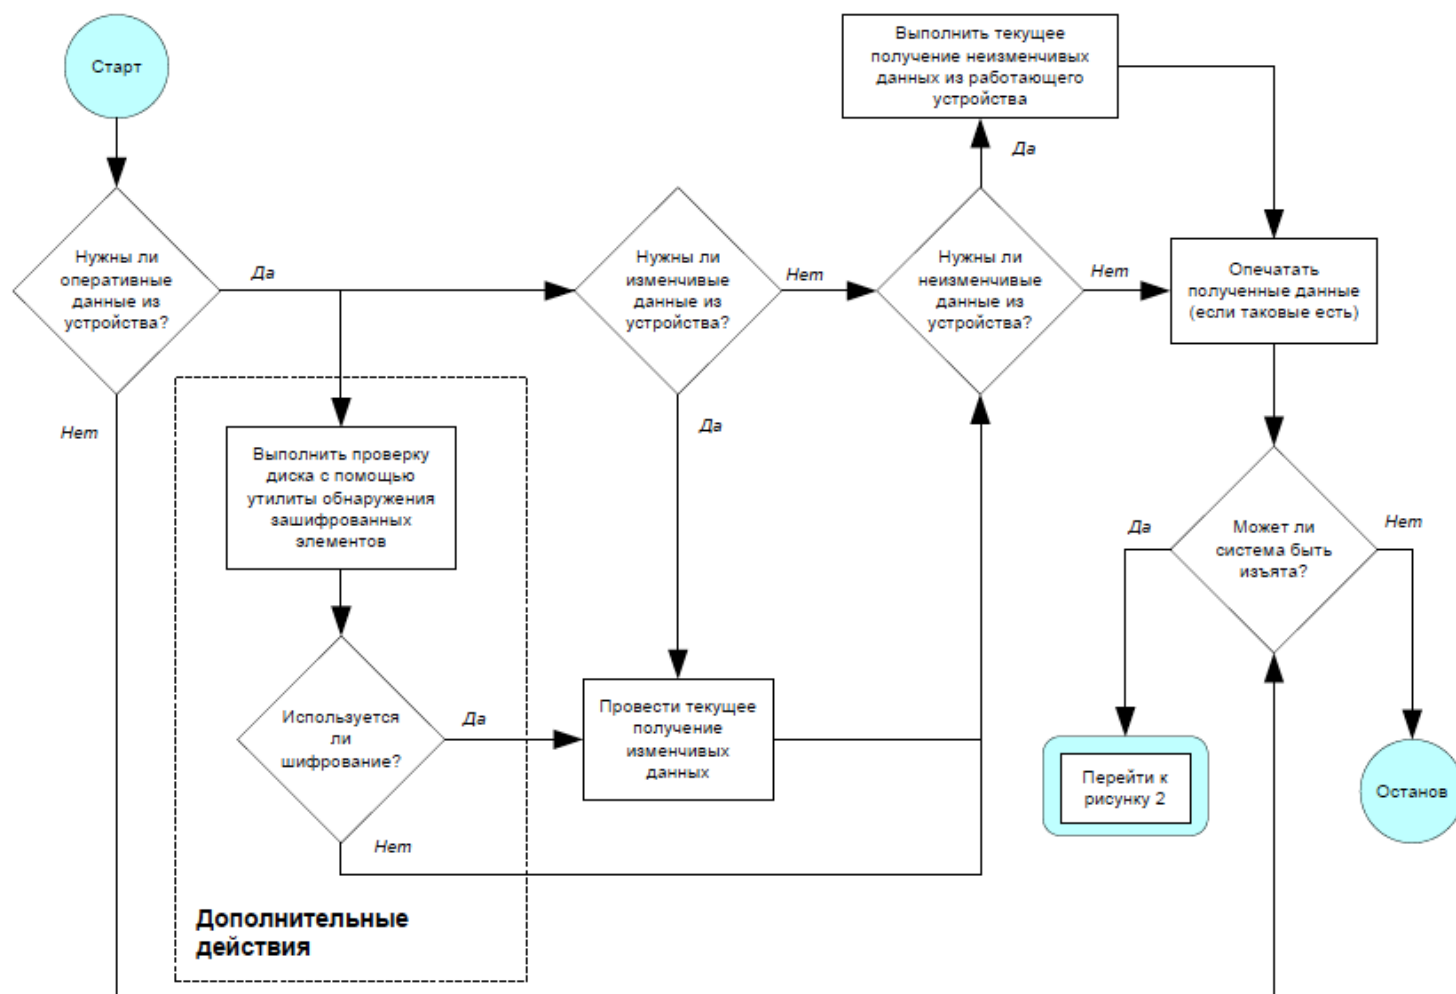 Старт
Выполнить текущее
получение неизменчивых
данных из работающего
устройства
Да
Нужны ли
оперативные
данные из
устройства?
Да
Нужны ли
изменчивые
данные из
устройства?
Нет
Нужны ли
неизменчивые
данные из
устройства?
Нет
Опечатать
полученные данные
(если таковые есть)
Нет
Да
Выполнить проверку
диска с помощью
утилиты обнаружения
зашифрованных
элементов
Да
Может ли
система быть
изъята?
Нет
Используется
ли
шифрование?
Да
Провести текущее
получение
изменчивых
данных
Перейти к
рисунку 2
Останов
Нет
Дополнительные
действия